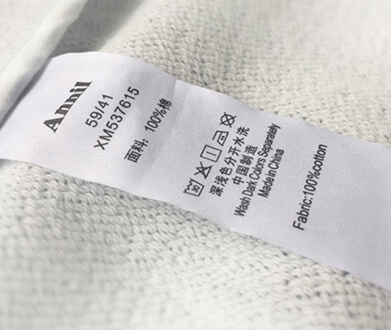 Annil
59/41
XM537615
面料: 100%棉
深浅色分开水洗
中国制造
Wash Dark Colors Separately
Made in China
Fabric:100%cotton